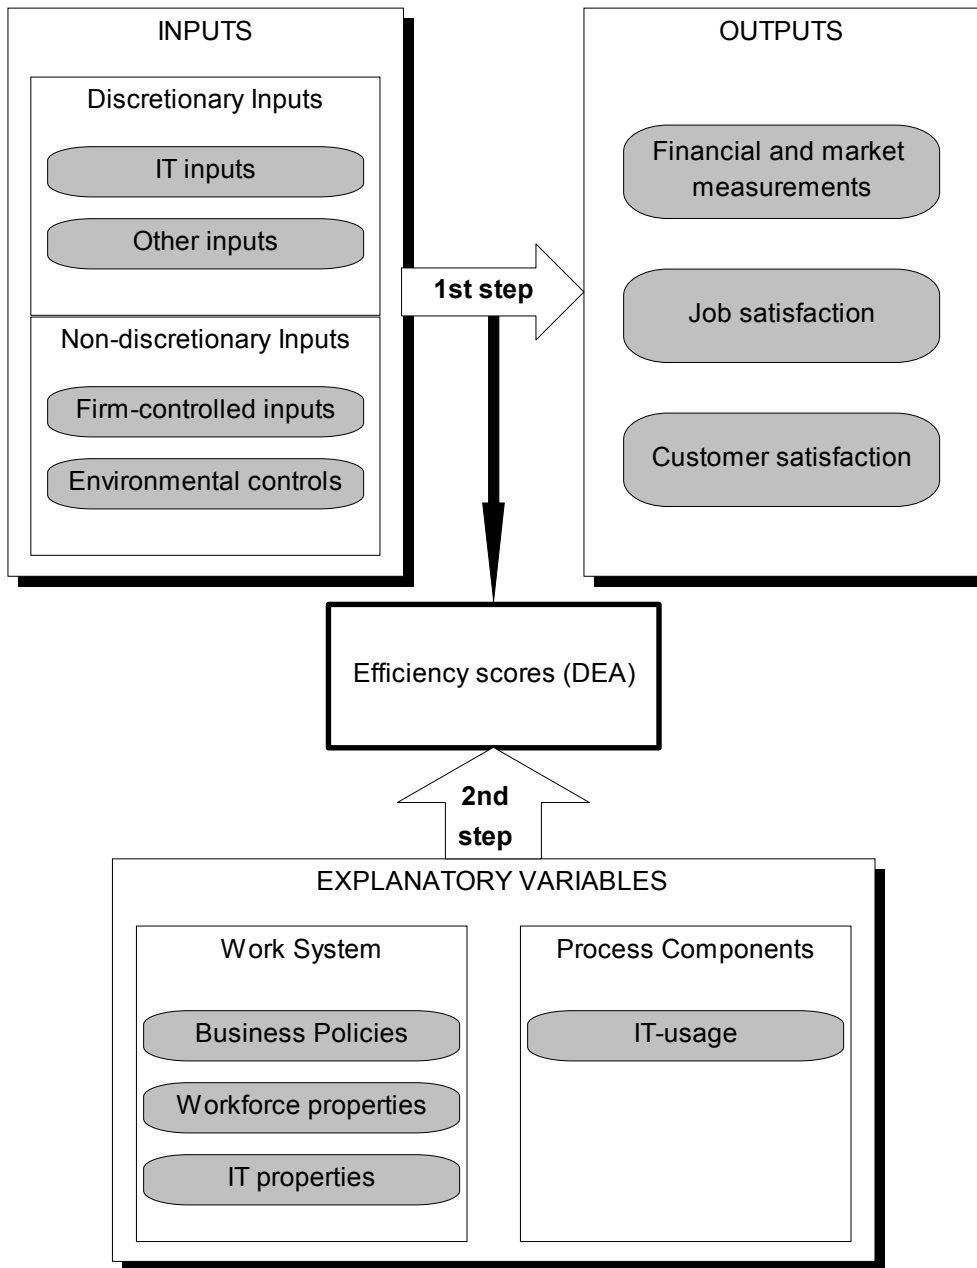 INPUTS
Discretionary Inputs
IT inputs
Other inputs
Non-discretionary Inputs
Firm-controlled inputs
Environmental controls
1st step
OUTPUTS
Financial and market
measurements
Job satisfaction
Customer satisfaction
Efficiency scores (DEA)
2nd
step
EXPLANATORY VARIABLES
Work System
Business Policies
Workforce properties
IT properties
Process Components
IT-usage